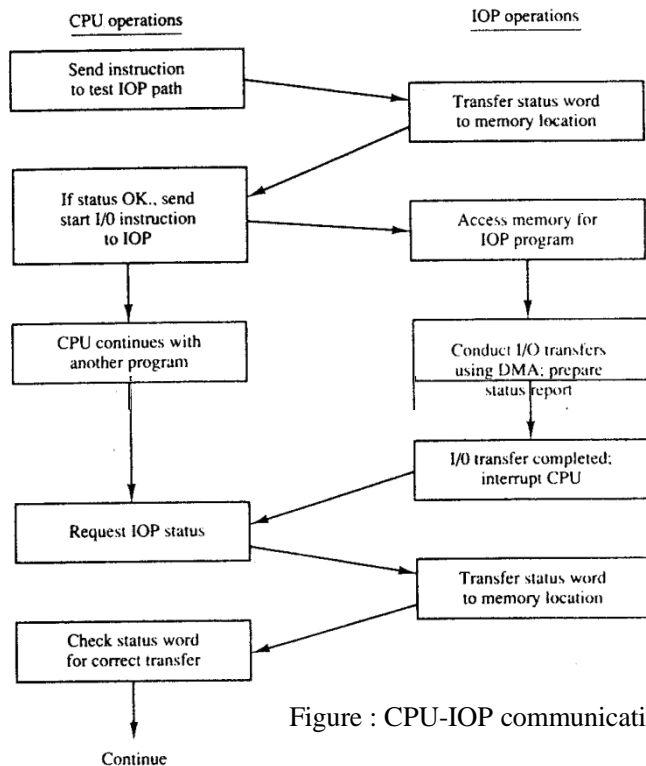 CPU operations
IOP operations
Send instruction
to test IOP path
Transfer status word
to memory location
If status OK., send
start I/0 instruction
to IOP
Access memory for
IOP program
CPU continues with
another program
Conduct I/O transfers
using DMA; prepare
status report
I/0 transfer completed;
interrupt CPU
Request IOP status
Transfer status word
to memory location
Check status word
for correct transfer
Continue
Figure : CPU-IOP communicati